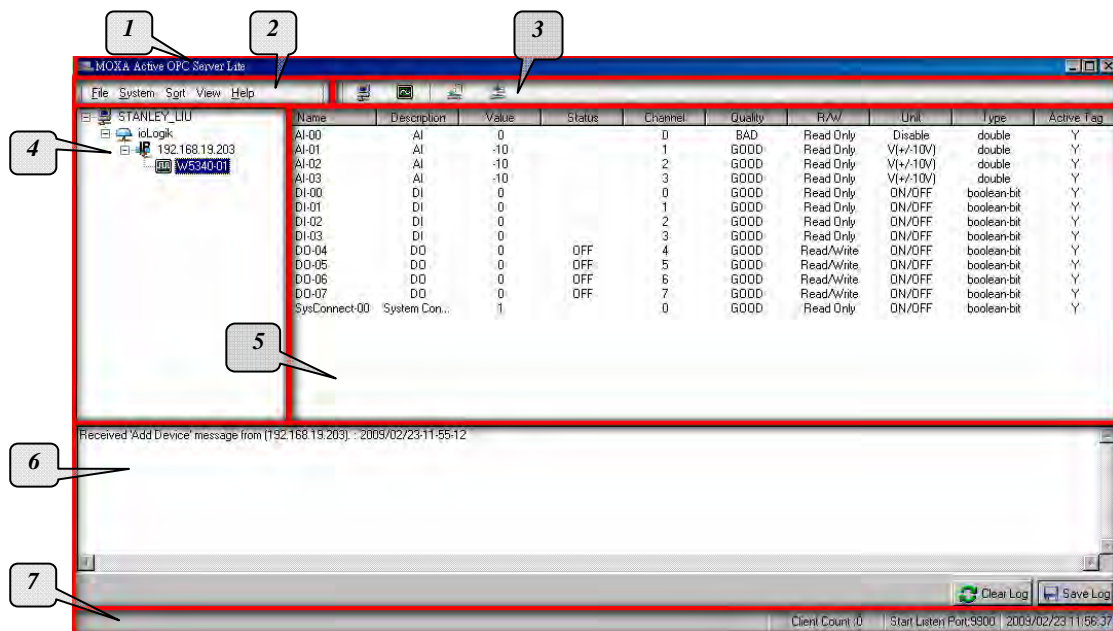 1
2
3
MOXA Active OPC Server Lite
File System Sort View Help
STANLEY_LIU
ioLogik
192.168.19.203
W5340-01
4
Name Description Value Status Channel Quality R/W Unit Type Active Tag
AI-00 AI 0 0 BAD Read Only Disable double Y
AI-01 AI -10 1 GOOD Read Only V(+/-10V) double Y
AI-02 AI -10 2 GOOD Read Only V(+/-10V) double Y
AI-03 AI -10 3 GOOD Read Only V(+/-10V) double Y
DI-00 DI 0 0 GOOD Read Only ON/OFF boolean-bit Y
DI-01 DI 0 1 GOOD Read Only ON/OFF boolean-bit Y
DI-02 DI 0 2 GOOD Read Only ON/OFF boolean-bit Y
DI-03 DI 0 3 GOOD Read Only ON/OFF boolean-bit Y
DO-04 DO 0 OFF 4 GOOD Read/Write ON/OFF boolean-bit Y
DO-05 DO 0 OFF 5 GOOD Read/Write ON/OFF boolean-bit Y
DO-06 DO 0 OFF 6 GOOD Read/Write ON/OFF boolean-bit Y
DO-07 DO 0 OFF 7 GOOD Read/Write ON/OFF boolean-bit Y
SysConnect-00 System Con... 1 0 GOOD Read Only ON/OFF boolean-bit Y
5
Received 'Add Device' message from (192.168.19.203). : 2009/02/23-11-55-12
6
Clear Log Save Log
7
Client Count :0 Start Listen Port:9900 2009/02/23 11:56:37